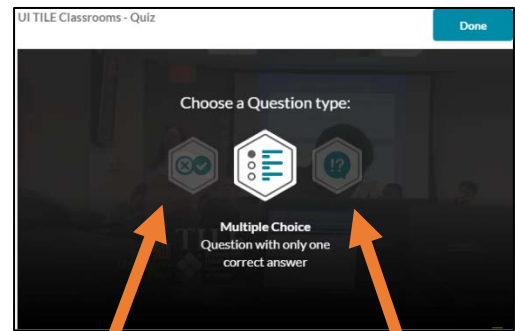 UI TILE Classrooms - Quiz
Done
Choose a Question type:
!?
Multiple Choice
Question with only one
correct answer